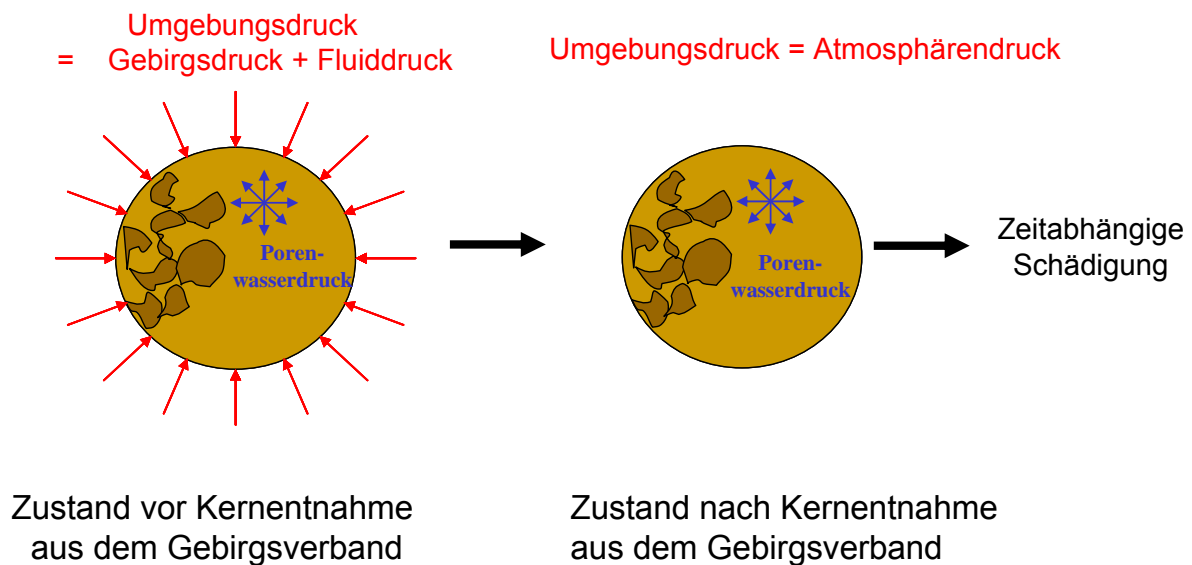 Umgebungsdruck
= Gebirgsdruck + Fluiddruck
Umgebungsdruck = Atmosphärendruck
Poren-
wasserdruck
Poren-
wasserdruck
Zeitabhängige
Schädigung
Zustand vor Kernentnahme
aus dem Gebirgsverband
Zustand nach Kernentnahme
aus dem Gebirgsverband